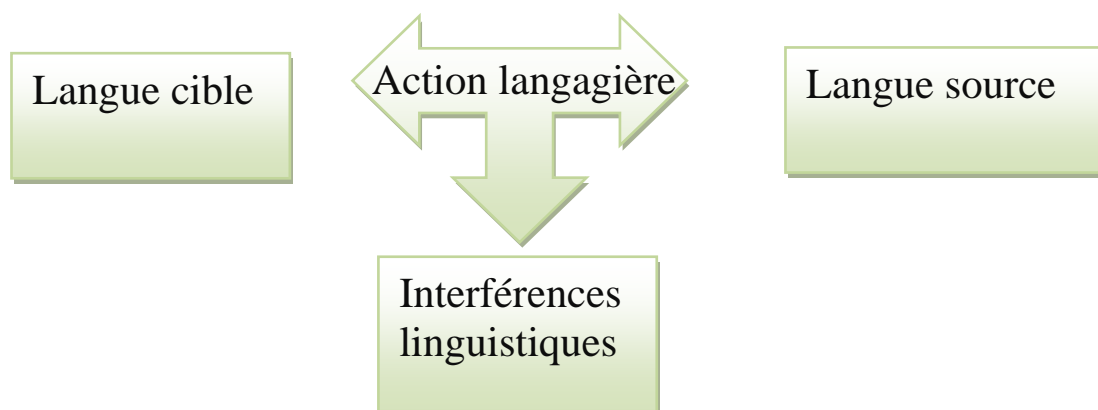 Langue cible
Action langagière
Langue source
Interférences
linguistiques